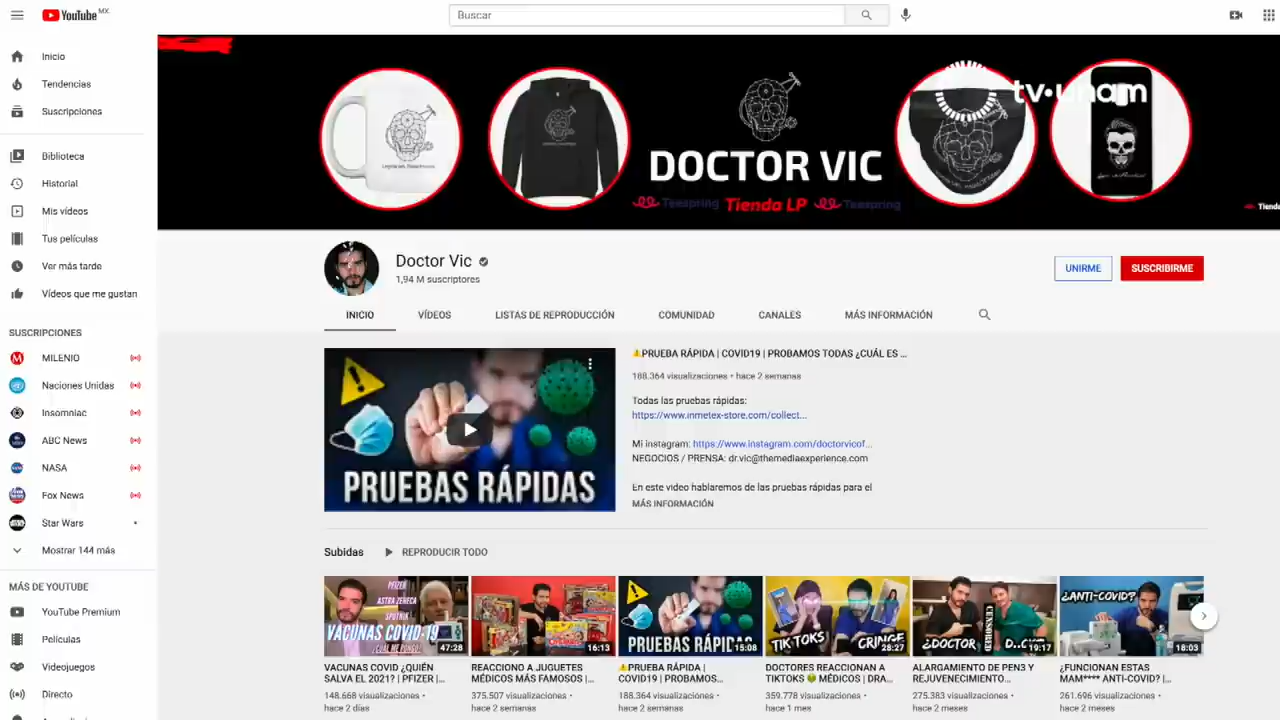 YouTube MX
Buscar
Inicio
Tendencias
Suscripciones
Biblioteca
Historial
Mis vídeos
Tus películas
Ver más tarde
Vídeos que me gustan
SUSCRIPCIONES
MILENIO
Naciones Unidas
Insomniac
ABC News
NASA
Fox News
Star Wars
Mostrar 144 más
MÁS DE YOUTUBE
YouTube Premium
Películas
Videojuegos
Directo
tv·unam
DOCTOR VIC
Teespring Tienda LP Teespring
Tienda
Doctor Vic
1,94 M suscriptores
UNIRME
SUSCRIBIRME
INICIO
VÍDEOS
LISTAS DE REPRODUCCIÓN
COMUNIDAD
CANALES
MÁS INFORMACIÓN
PRUEBAS RÁPIDAS
⚠PRUEBA RÁPIDA | COVID19 | PROBAMOS TODAS ¿CUÁL ES ...
188.364 visualizaciones • hace 2 semanas
Todas las pruebas rápidas:
https://www.inmetex-store.com/collect...
Mi instagram: https://www.instagram.com/doctorvicof...
NEGOCIOS / PRENSA: dr.vic@themediaexperience.com
En este video hablaremos de las pruebas rápidas para el
MÁS INFORMACIÓN
Subidas
REPRODUCIR TODO
PFIZER
ASTRA ZENECA
SPUTNIK
VACUNAS COVID-19
¿CUÁL ME PONGO?
47:28
VACUNAS COVID ¿QUIÉN
SALVA EL 2021? | PFIZER |...
148.668 visualizaciones •
hace 2 días
16:13
REACCIONO A JUGUETES
MÉDICOS MÁS FAMOSOS |...
375.507 visualizaciones •
hace 2 semanas
PRUEBAS RÁPID
15:08
⚠PRUEBA RÁPIDA |
COVID19 | PROBAMOS...
188.364 visualizaciones •
hace 2 semanas
TIK TOKS
CRINGE
28:27
DOCTORES REACCIONAN A
TIKTOKS 🤢 MÉDICOS | DRA...
359.778 visualizaciones •
hace 1 mes
¿DOCTOR
CENSORED
D...C...?
19:17
ALARGAMIENTO DE PEN3 Y
REJUVENECIMIENTO...
275.383 visualizaciones •
hace 2 meses
¿ANTI-COVID?
18:03
¿FUNCIONAN ESTAS
MAM**** ANTI-COVID? |...
261.696 visualizaciones •
hace 2 meses